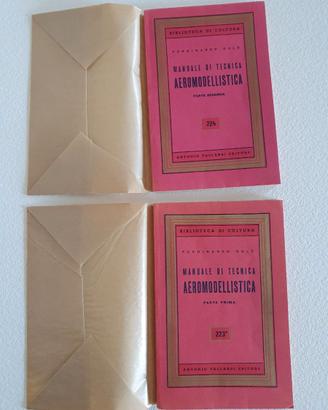 BIBLIOTECA DI CULTURA
FERDINANDO GALÈ
MANUALE DI TECNICA
AEROMODELLISTICA
PARTE SECONDA
224
ANTONIO VALLARDI EDITORE
BIBLIOTECA DI CULTURA
FERDINANDO GALÈ
MANUALE DI TECNICA
AEROMODELLISTICA
PARTE PRIMA
223*
ANTONIO VALLARDI EDITORE